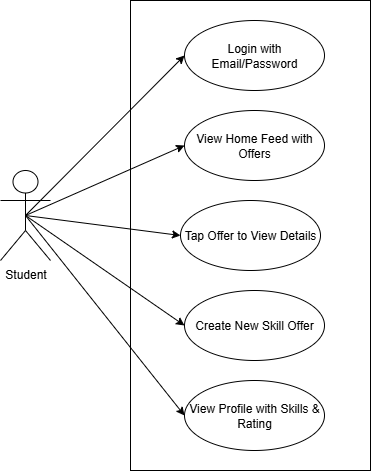 Login with
Email/Password
View Home Feed with
Offers
Tap Offer to View Details
Student
Create New Skill Offer
View Profile with Skills &
Rating